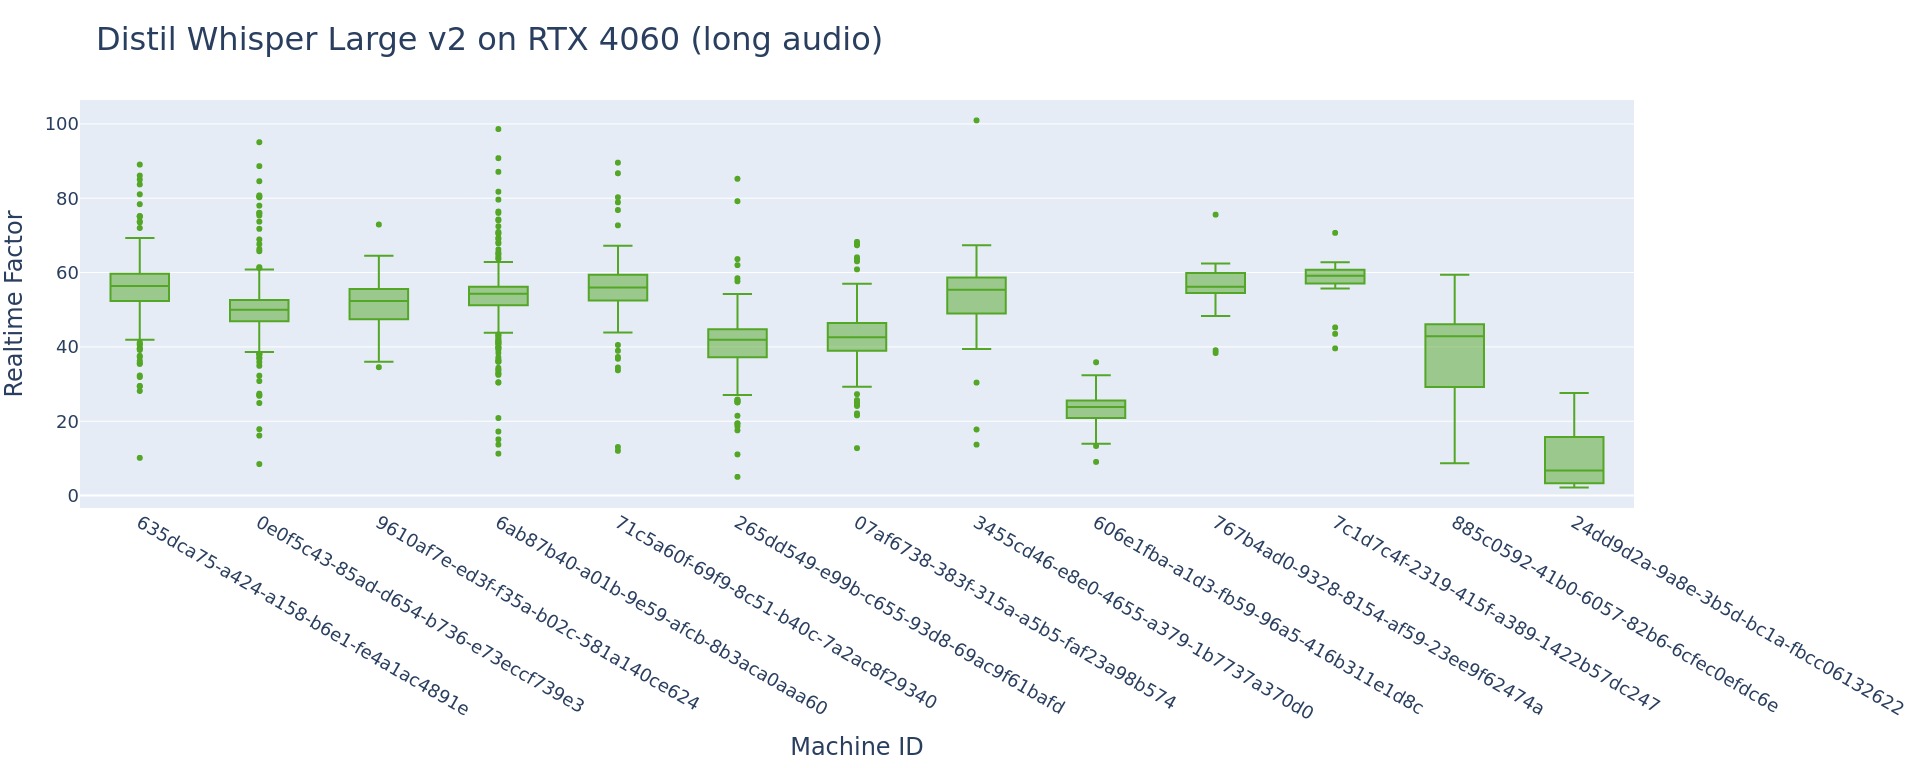 Distil Whisper Large v2 on RTX 4060 (long audio)
Realtime Factor
100
80
60
40
20
0
635dca75-a424-a158-b6e1-fe4a1ac4891e
0e0f5c43-85ad-d654-b736-e73eccf739e3
9610af7e-ed3f-f35a-b02c-581a140ce624
6ab87b40-a01b-9e59-afcb-8b3aca0aaa60
71c5a60f-69f9-8c51-b40c-7a2ac8f29340
265dd549-e99b-c655-93d8-69ac9f61bafd
07af6738-383f-315a-a5b5-faf23a98b574
3455cd46-e8e0-4655-a379-1b7737a370d0
606e1fba-a1d3-fb59-96a5-416b311e1d8c
767b4ad0-9328-8154-af59-23ee9f62474a
7c1d7c4f-2319-415f-a389-1422b57dc247
885c0592-41b0-6057-82b6-6cfec0efdc6e
24dd9d2a-9a8e-3b5d-bc1a-fbcc06132622
Machine ID